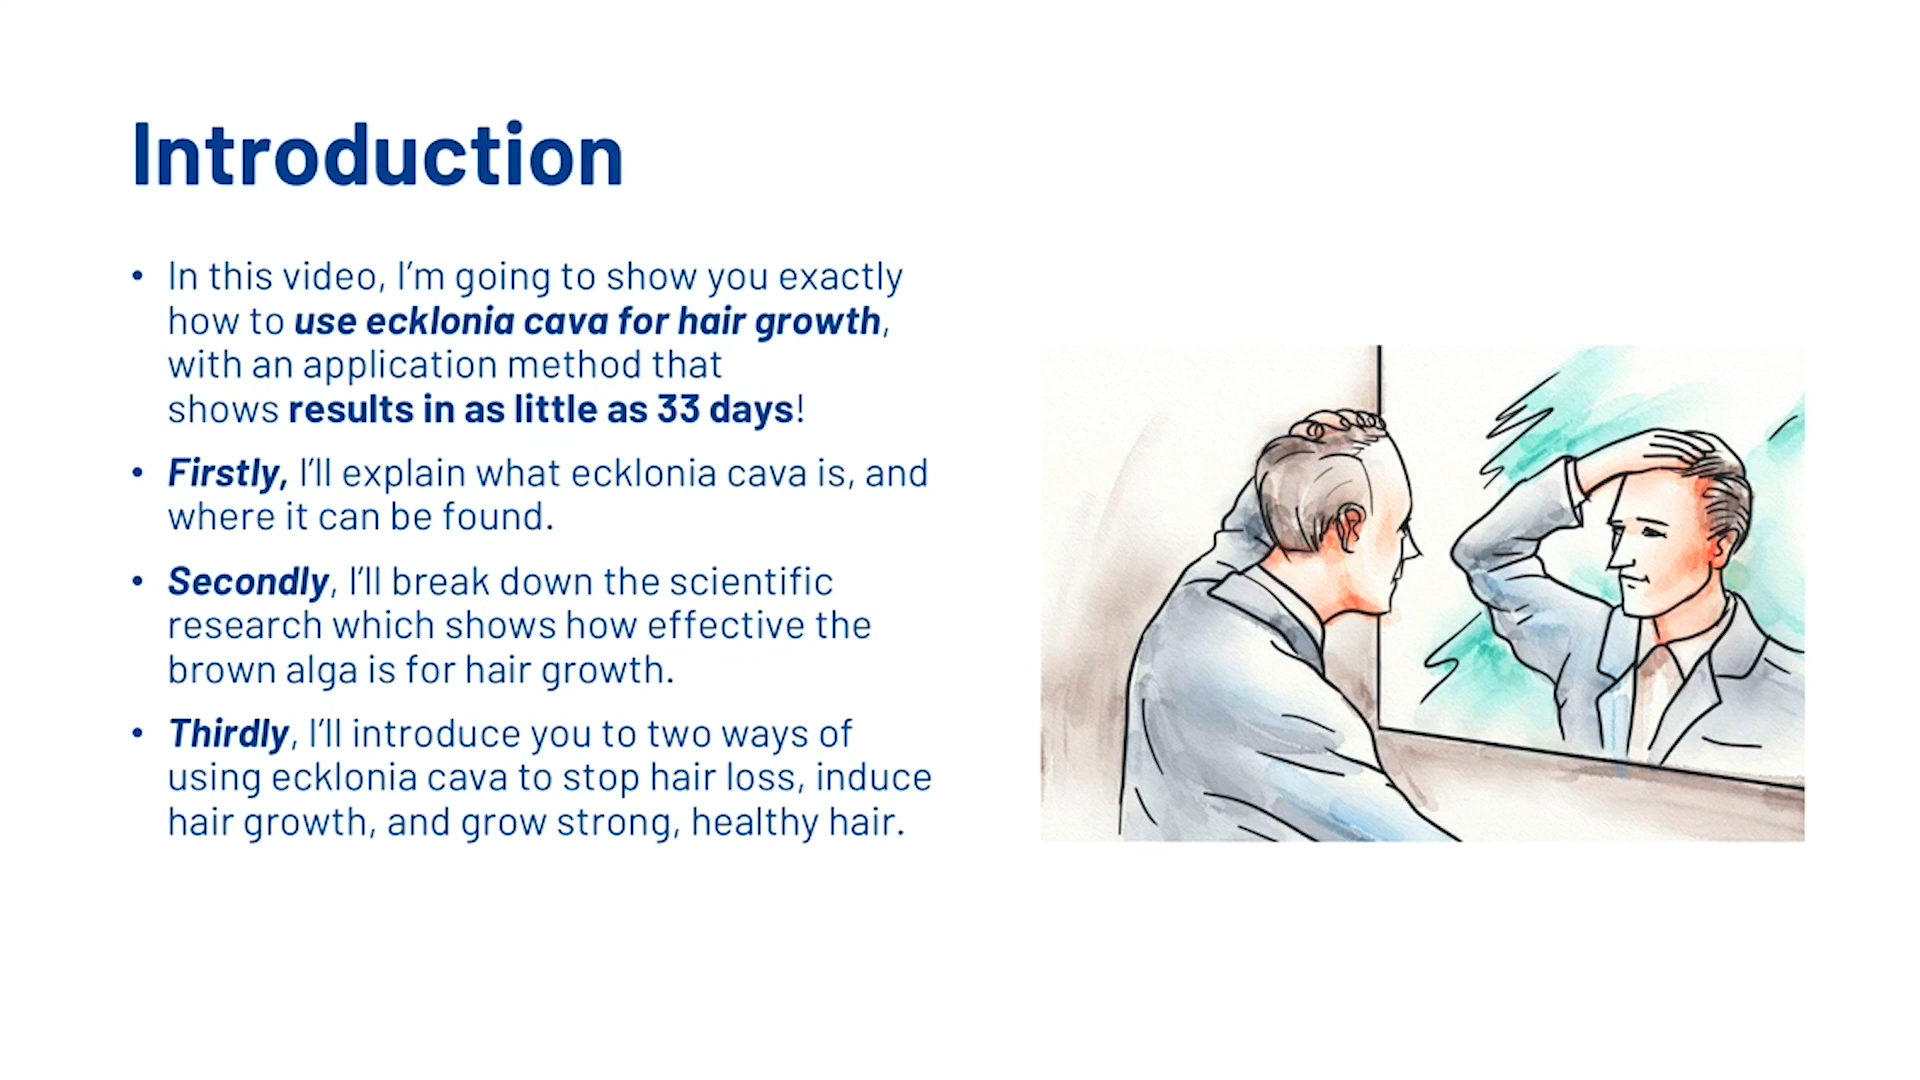 Introduction
• In this video, I’m going to show you exactly
how to use ecklonia cava for hair growth,
with an application method that
shows results in as little as 33 days!
• Firstly, I’ll explain what ecklonia cava is, and
where it can be found.
• Secondly, I’ll break down the scientific
research which shows how effective the
brown alga is for hair growth.
• Thirdly, I’ll introduce you to two ways of
using ecklonia cava to stop hair loss, induce
hair growth, and grow strong, healthy hair.